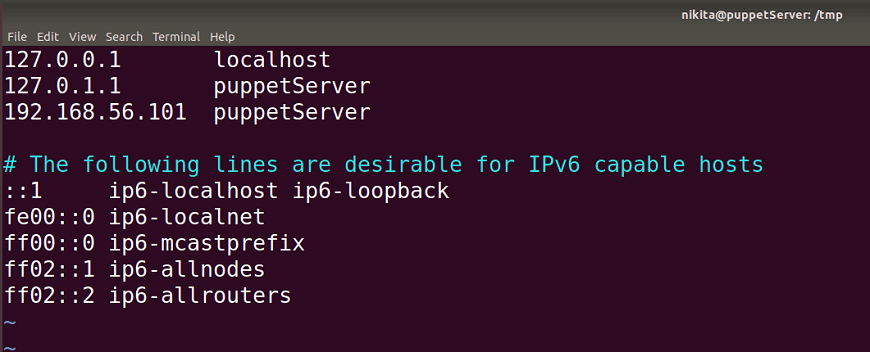 nikita@puppetServer: /tmp
File Edit View Search Terminal Help
127.0.0.1       localhost
127.0.1.1       puppetServer
192.168.56.101  puppetServer
# The following lines are desirable for IPv6 capable hosts
::1     ip6-localhost ip6-loopback
fe00::0 ip6-localnet
ff00::0 ip6-mcastprefix
ff02::1 ip6-allnodes
ff02::2 ip6-allrouters
~
~